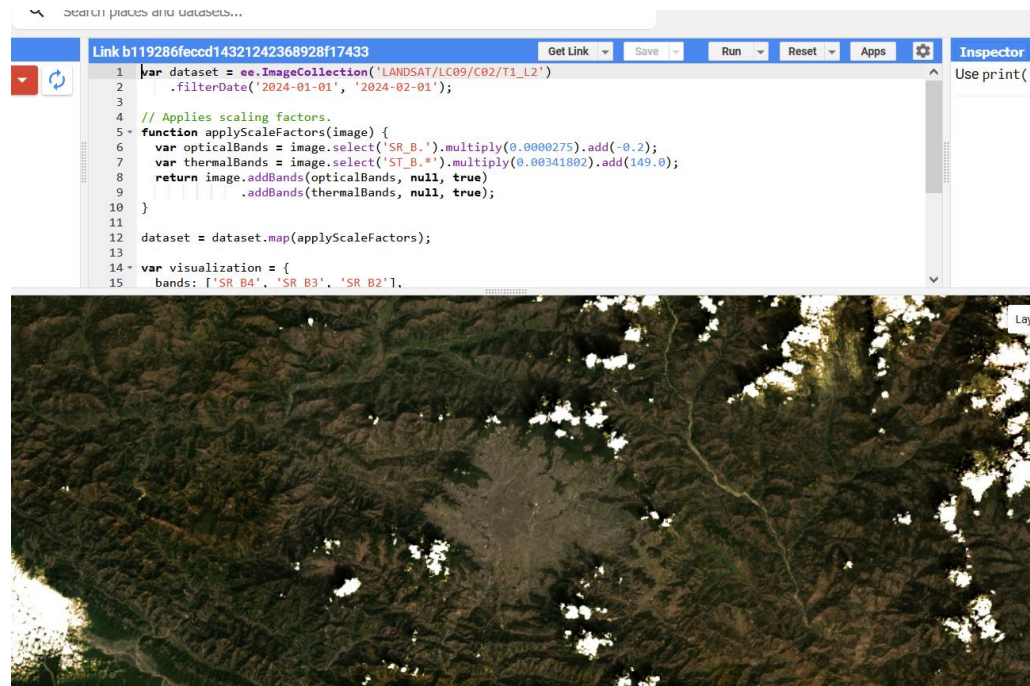 Search places and datasets...
Link b119286feccd14321242368928f17433
Get Link
Save
Run
Reset
Apps
Inspector
Use print(
1 var dataset = ee.ImageCollection('LANDSAT/LC09/C02/T1_L2')
2 .filterDate('2024-01-01', '2024-02-01');
3
4 // Applies scaling factors.
5 function applyScaleFactors(image) {
6 var opticalBands = image.select('SR_B.').multiply(0.0000275).add(-0.2);
7 var thermalBands = image.select('ST_B.*').multiply(0.00341802).add(149.0);
8 return image.addBands(opticalBands, null, true)
9 .addBands(thermalBands, null, true);
10 }
11
12 dataset = dataset.map(applyScaleFactors);
13
14 var visualization = {
15 bands: ['SR_B4', 'SR_B3', 'SR_B2'],
Lay